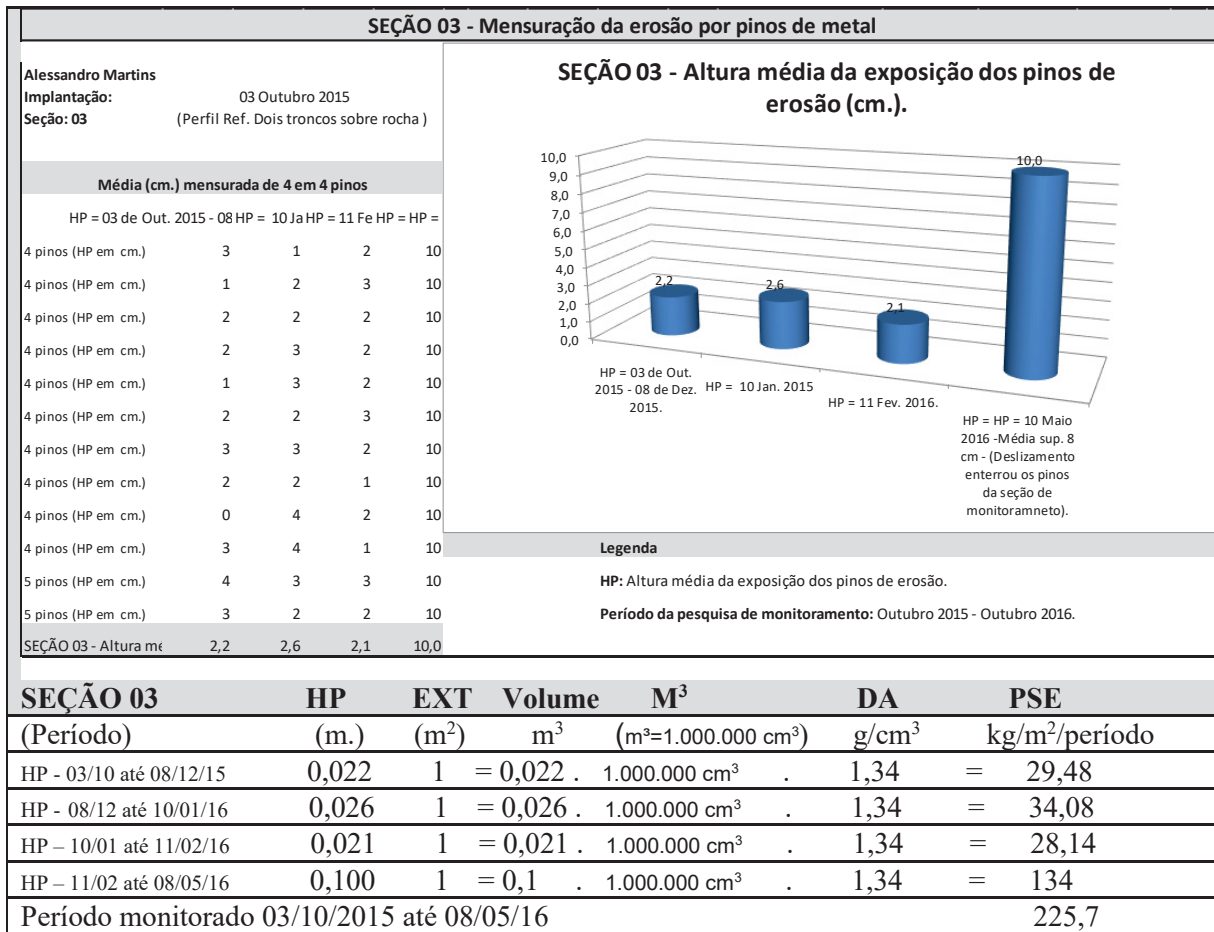 SEÇÃO 03 - Mensuração da erosão por pinos de metal
Alessandro Martins
Implantação: 03 Outubro 2015
Seção: 03 (Perfil Ref. Dois troncos sobre rocha )
Média (cm.) mensurada de 4 em 4 pinos
HP = 03 de Out. 2015 - 08 HP = 10 Ja HP = 11 Fe HP = HP =
4 pinos (HP em cm.) 3 1 2 10
4 pinos (HP em cm.) 1 2 3 10
4 pinos (HP em cm.) 2 2 2 10
4 pinos (HP em cm.) 2 3 2 10
4 pinos (HP em cm.) 1 3 2 10
4 pinos (HP em cm.) 2 2 3 10
4 pinos (HP em cm.) 3 3 2 10
4 pinos (HP em cm.) 2 2 1 10
4 pinos (HP em cm.) 0 4 2 10
4 pinos (HP em cm.) 3 4 1 10
5 pinos (HP em cm.) 4 3 3 10
5 pinos (HP em cm.) 3 2 2 10
SEÇÃO 03 - Altura mé 2,2 2,6 2,1 10,0
SEÇÃO 03 - Altura média da exposição dos pinos de
erosão (cm.).
10,0
9,0
8,0
7,0
6,0
5,0
4,0
3,0
2,0
1,0
0,0
2,2
2,6
2,1
10,0
HP = 03 de Out.
2015 - 08 de Dez.
2015.
HP = 10 Jan. 2015
HP = 11 Fev. 2016.
HP = HP = 10 Maio
2016 -Média sup. 8
cm - (Deslizamento
enterrou os pinos
da seção de
monitoramneto).
Legenda
HP: Altura média da exposição dos pinos de erosão.
Período da pesquisa de monitoramento: Outubro 2015 - Outubro 2016.
SEÇÃO 03 HP EXT Volume M³ DA PSE
(Período) (m.) (m²) m³ (m³=1.000.000 cm³) g/cm³ kg/m²/período
HP - 03/10 até 08/12/15 0,022 1 = 0,022 . 1.000.000 cm³ . 1,34 = 29,48
HP - 08/12 até 10/01/16 0,026 1 = 0,026 . 1.000.000 cm³ . 1,34 = 34,08
HP – 10/01 até 11/02/16 0,021 1 = 0,021 . 1.000.000 cm³ . 1,34 = 28,14
HP – 11/02 até 08/05/16 0,100 1 = 0,1 . 1.000.000 cm³ . 1,34 = 134
Período monitorado 03/10/2015 até 08/05/16 225,7